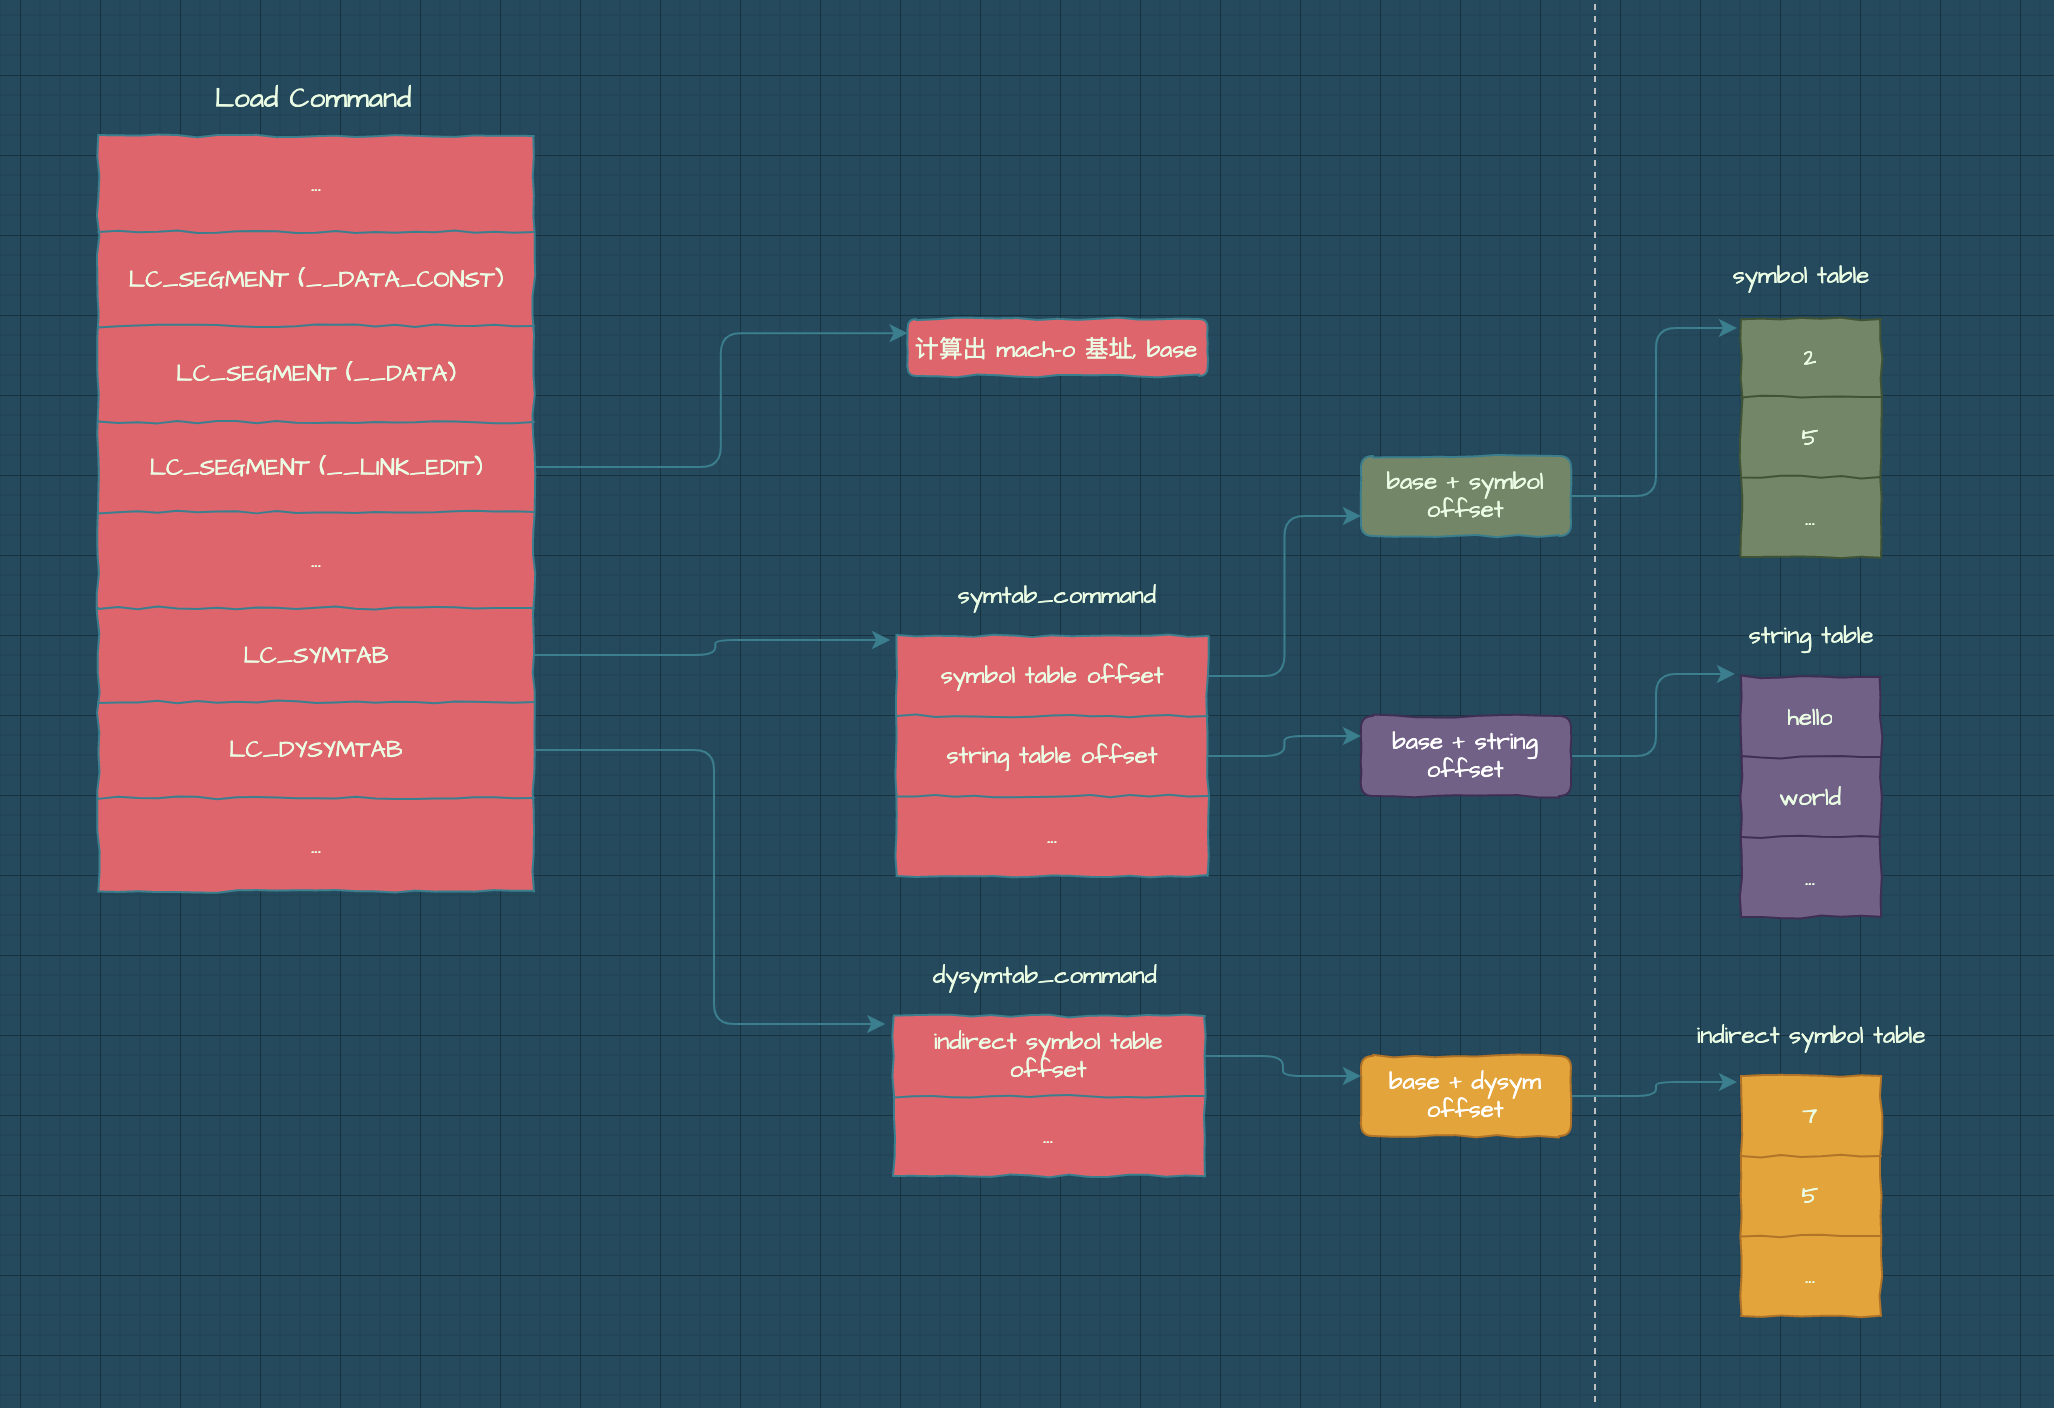 Load Command
...
LC_SEGMENT (__DATA_CONST)
LC_SEGMENT (__DATA)
LC_SEGMENT (__LINK_EDIT)
...
LC_SYMTAB
LC_DYSYMTAB
...
计算出 mach-o 基址, base
symtab_command
symbol table offset
string table offset
...
dysymtab_command
indirect symbol table
offset
...
base + symbol
offset
base + string
offset
base + dysym
offset
symbol table
2
5
...
string table
hello
world
...
indirect symbol table
7
5
...